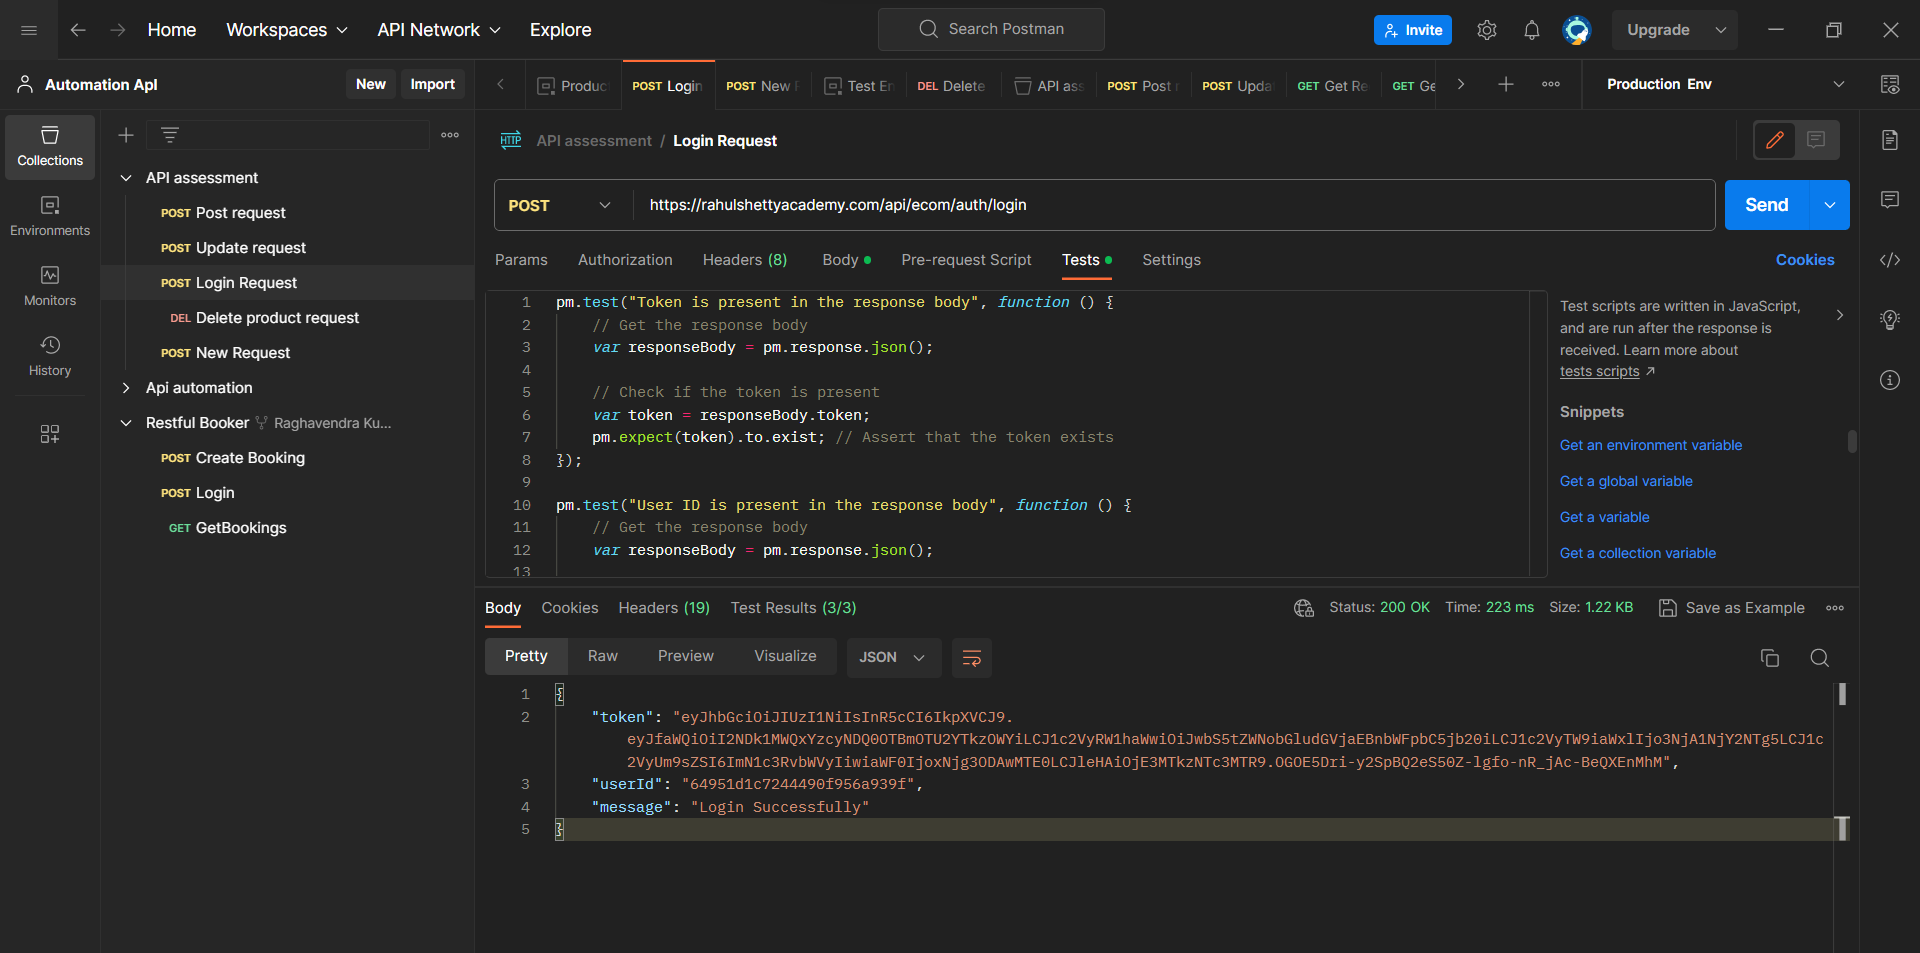 Home
Workspaces
API Network
Explore
Search Postman
Invite
Upgrade
Automation ApI
New
Import
Produc
POST Login
POST New
Test En
DEL Delete
API ass
POST Post
POST Upda
GET Get Re
GET Ge
Production Env
Collections
Environments
Monitors
History
API assessment
POST Post request
POST Update request
POST Login Request
DEL Delete product request
POST New Request
Api automation
Restful Booker Raghavendra Ku...
POST Create Booking
POST Login
GET GetBookings
HTTP API assessment / Login Request
POST https://rahulshettyacademy.com/api/ecom/auth/login
Send
Params Authorization Headers (8) Body Pre-request Script Tests Settings
Cookies
1 pm.test("Token is present in the response body", function () {
2 // Get the response body
3 var responseBody = pm.response.json();
4
5 // Check if the token is present
6 var token = responseBody.token;
7 pm.expect(token).to.exist; // Assert that the token exists
8 });
9
10 pm.test("User ID is present in the response body", function () {
11 // Get the response body
12 var responseBody = pm.response.json();
13
Test scripts are written in JavaScript,
and are run after the response is
received. Learn more about
tests scripts
Snippets
Get an environment variable
Get a global variable
Get a variable
Get a collection variable
Body Cookies Headers (19) Test Results (3/3)
Status: 200 OK Time: 223 ms Size: 1.22 KB
Save as Example
Pretty Raw Preview Visualize JSON
1 {
2 "token": "eyJhbGciOiJIUzI1NiIsInR5cCI6IkpXVCJ9.
eyJfaWQiOiI2NDk1MWQxYzcyNDQ0OTBmOTU2YTkzOWYiLCJ1c2VyRW1haWwiOiJwbS5tZWNobGludGVjaEBnbWFpbC5jb20iLCJ1c2VyTW9iaWxlIjo3NjA1NjY2NTg5LCJ1c
2VyUm9sZSI6ImN1c3RvbWVyIiwiaWF0IjoxNjg3ODAwMTE0LCJleHAiOjE3MTkzNTc3MTR9.OGOE5Dri-y2SpBQ2eS50Z-lgfo-nR_jAc-BeQXEnMhM",
3 "userId": "64951d1c7244490f956a939f",
4 "message": "Login Successfully"
5 }